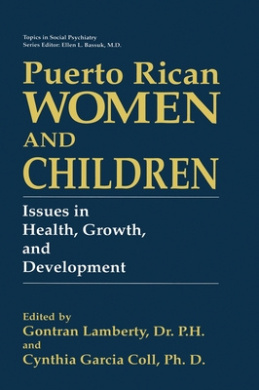 Topics in Social Psychiatry
Series Editor: Ellen L. Bassuk, M.D.
Puerto Rican
WOMEN
AND
CHILDREN
Issues in
Health, Growth,
and
Development
Edited by
Gontran Lamberty, Dr. P.H.
and
Cynthia Garcia Coll, Ph. D.